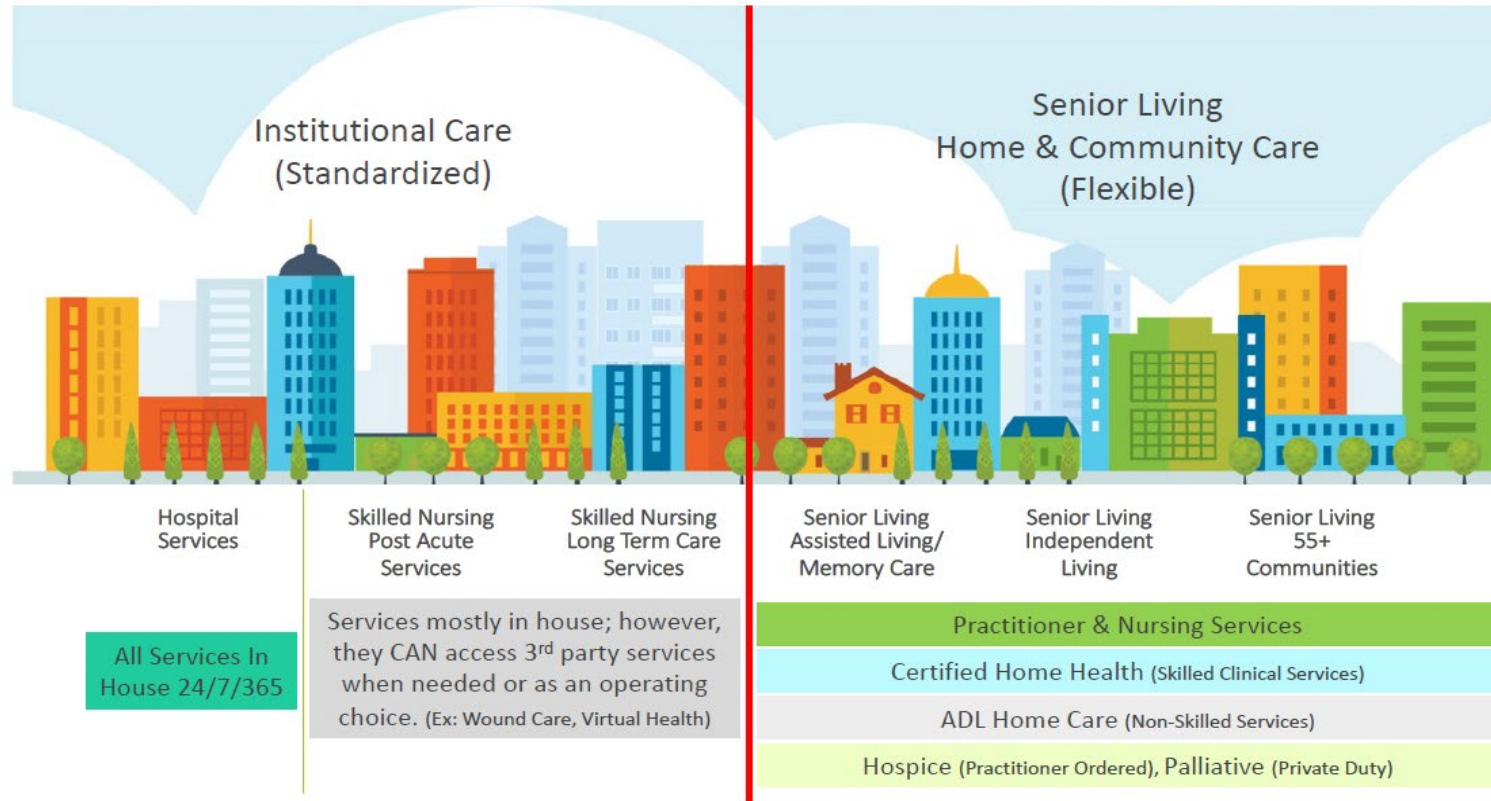 Institutional Care
(Standardized)
Senior Living
Home & Community Care
(Flexible)
Hospital
Services
Skilled Nursing
Post Acute
Services
Skilled Nursing
Long Term Care
Services
Senior Living
Assisted Living/
Memory Care
Senior Living
Independent
Living
Senior Living
55+
Communities
All Services In
House 24/7/365
Services mostly in house; however,
they CAN access 3rd party services
when needed or as an operating
choice. (Ex: Wound Care, Virtual Health)
Practitioner & Nursing Services
Certified Home Health (Skilled Clinical Services)
ADL Home Care (Non-Skilled Services)
Hospice (Practitioner Ordered), Palliative (Private Duty)